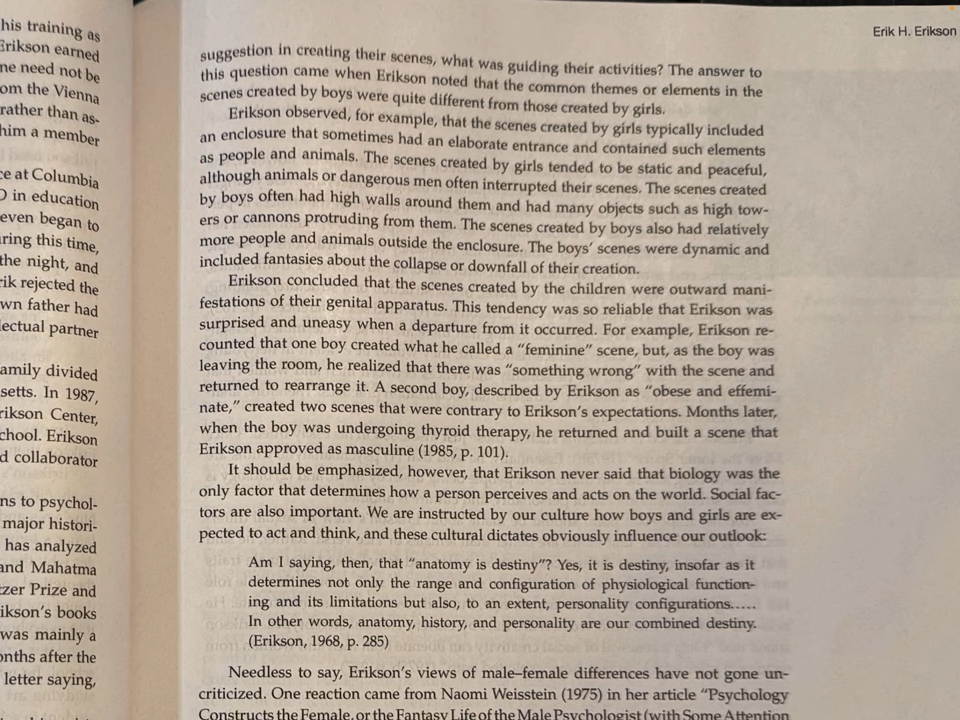 his training as
Erikson earned
ne need not be
om the Vienna
rather than as-
him a member
ce at Columbia
D in education
even began to
ring this time,
the night, and
rik rejected the
wn father had
lectual partner
amily divided
setts. In 1987,
rikson Center,
chool. Erikson
d collaborator
ns to psychol-
major histori-
has analyzed
and Mahatma
zer Prize and
ikson's books
was mainly a
onths after the
letter saying,
Erik H. Erikson
suggestion in creating their scenes, what was guiding their activities? The answer to
this question came when Erikson noted that the common themes or elements in the
scenes created by boys were quite different from those created by girls.
Erikson observed, for example, that the scenes created by girls typically included
an enclosure that sometimes had an elaborate entrance and contained such elements
as people and animals. The scenes created by girls tended to be static and peaceful,
although animals or dangerous men often interrupted their scenes. The scenes created
by boys often had high walls around them and had many objects such as high tow-
ers or cannons protruding from them. The scenes created by boys also had relatively
more people and animals outside the enclosure. The boys' scenes were dynamic and
included fantasies about the collapse or downfall of their creation.
Erikson concluded that the scenes created by the children were outward mani-
festations of their genital apparatus. This tendency was so reliable that Erikson was
surprised and uneasy when a departure from it occurred. For example, Erikson re-
counted that one boy created what he called a "feminine" scene, but, as the boy was
leaving the room, he realized that there was "something wrong" with the scene and
returned to rearrange it. A second boy, described by Erikson as "obese and effemi-
nate," created two scenes that were contrary to Erikson's expectations. Months later,
when the boy was undergoing thyroid therapy, he returned and built a scene that
Erikson approved as masculine (1985, p. 101).
It should be emphasized, however, that Erikson never said that biology was the
only factor that determines how a person perceives and acts on the world. Social fac-
tors are also important. We are instructed by our culture how boys and girls are ex-
pected to act and think, and these cultural dictates obviously influence our outlook:
Am I saying, then, that "anatomy is destiny"? Yes, it is destiny, insofar as it
determines not only the range and configuration of physiological function-
ing and its limitations but also, to an extent, personality configurations.....
In other words, anatomy, history, and personality are our combined destiny.
(Erikson, 1968, p. 285)
Needless to say, Erikson's views of male–female differences have not gone un-
criticized. One reaction came from Naomi Weisstein (1975) in her article "Psychology
Constructs the Female, or the Fantasy Life of the Male Psychologist (with Some Attention